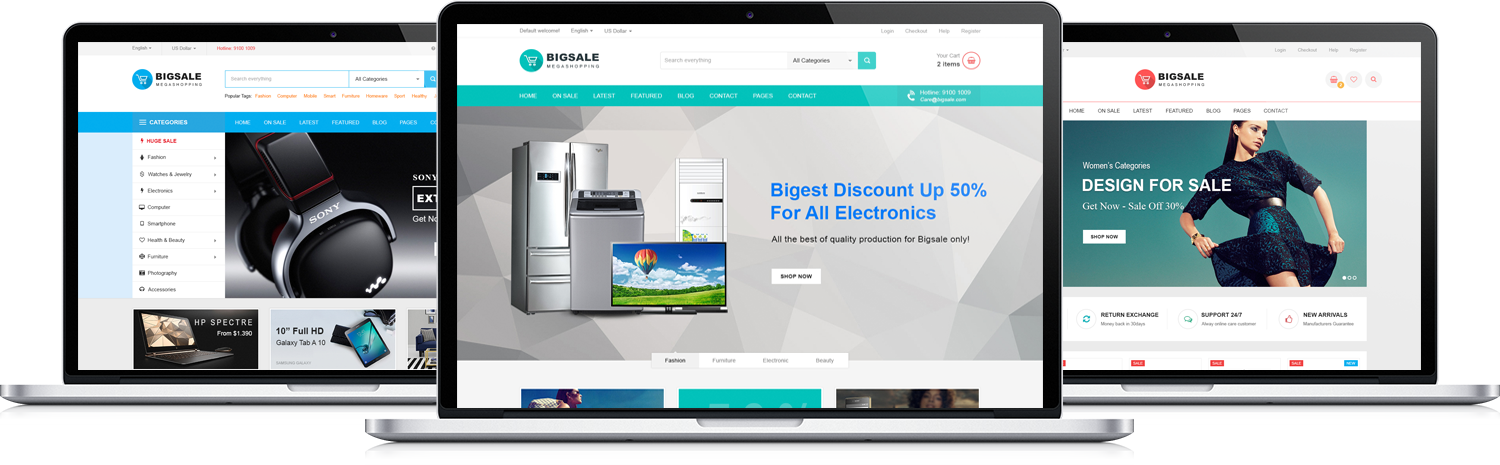 English
US Dollar
Hotline: 9100 1009
BIGSALE
MEGASHOPPING
Search everything
All Categories
Popular Tags:
Fashion
Computer
Mobile
Smart
Furniture
Homeware
Sport
Healthy
CATEGORIES
HOME
ON SALE
LATEST
FEATURED
BLOG
PAGES
HUGE SALE
Fashion
Watches & Jewelry
Electronics
Computer
Smartphone
Health & Beauty
Furniture
Photography
Accessories
SONY
SONY
EXT
Get Now
HP SPECTRE
From $1.390
10" Full HD
Galaxy Tab A 10
SAMSUNG GALAXY
Default welcome!
English
US Dollar
Login
Checkout
Help
Register
BIGSALE
MEGASHOPPING
Search everything
All Categories
Your Cart
2 items
HOME
ON SALE
LATEST
FEATURED
BLOG
CONTACT
PAGES
CONTACT
Hotline: 9100 1009
Care@bigsale.com
Bigest Discount Up 50%
For All Electronics
All the best of quality production for Bigsale only!
SHOP NOW
Fashion
Furniture
Electronic
Beauty
Login
Checkout
Help
Register
BIGSALE
MEGASHOPPING
HOME
ON SALE
LATEST
FEATURED
BLOG
PAGES
CONTACT
Women's Categories
DESIGN FOR SALE
Get Now - Sale Off 30%
SHOP NOW
RETURN EXCHANGE
Money back in 30days
SUPPORT 24/7
Alway online care customer
NEW ARRIVALS
Manufacturers Guarantee
SALE
SALE
SALE
NEW